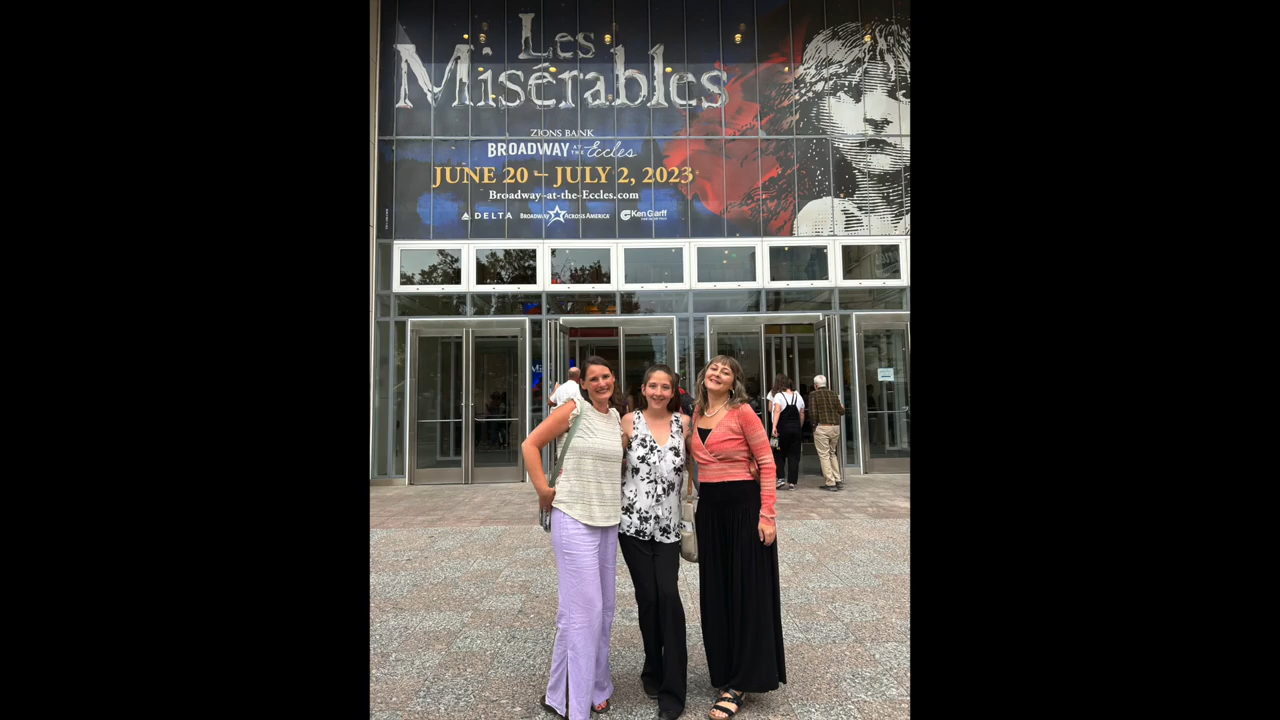 Les
Misérables
ZIONS BANK
BROADWAY AT THE Eccles
JUNE 20 – JULY 2, 2023
Broadway-at-the-Eccles.com
DELTA BROADWAY ACROSS AMERICA Ken Garff